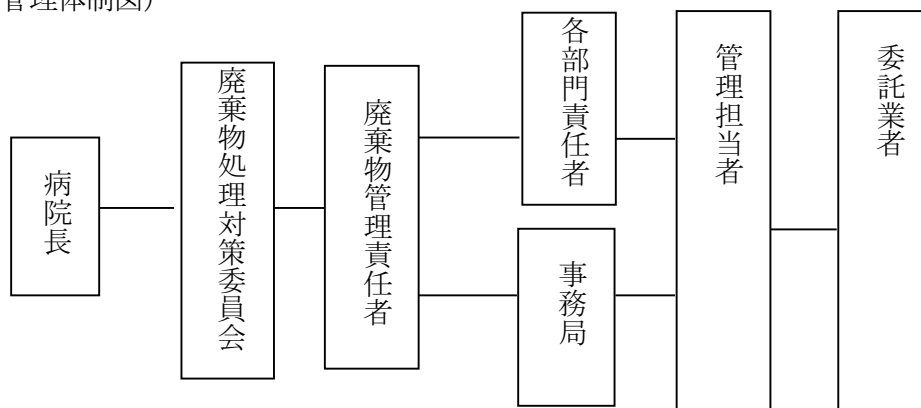 管理体制図）
病院長
廃棄物処理対策委員会
廃棄物管理責任者
各部門責任者
事務局
管理担当者
委託業者